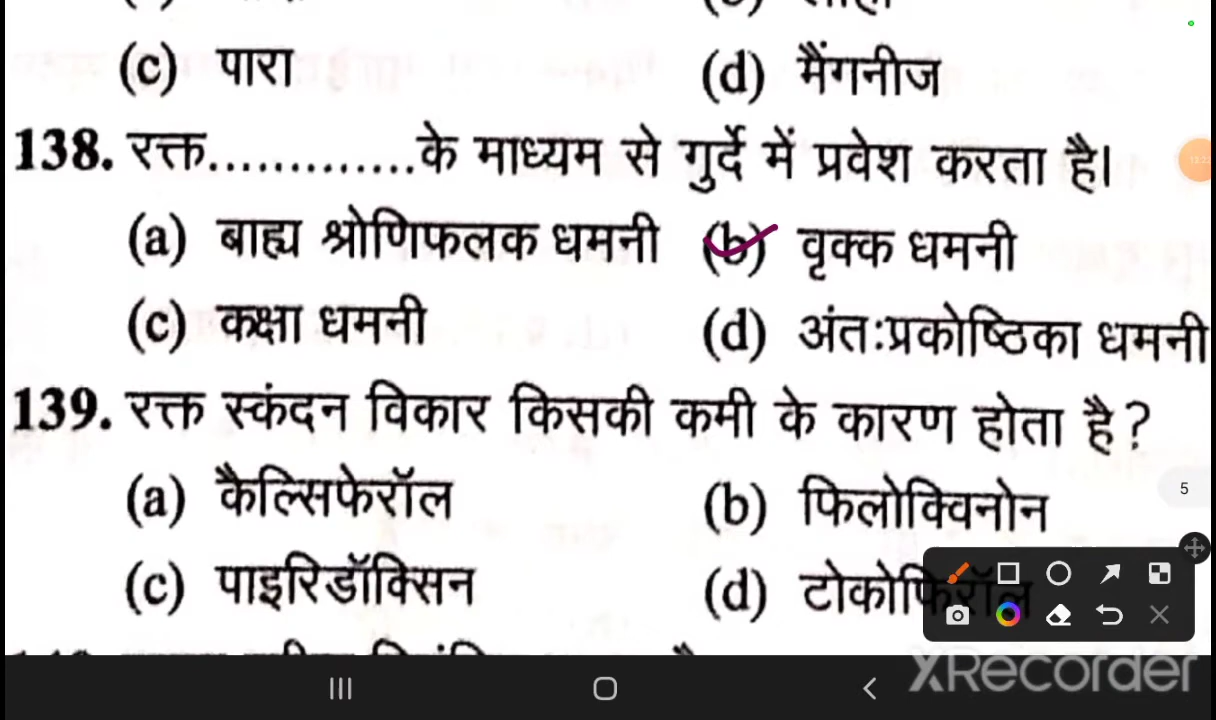 (c) पारा (d) मैंगनीज
138. रक्त.............के माध्यम से गुर्दे में प्रवेश करता है।
(a) बाह्य श्रोणिफलक धमनी (b) वृक्क धमनी
(c) कक्षा धमनी (d) अंतःप्रकोष्ठिका धमनी
139. रक्त स्कंदन विकार किसकी कमी के कारण होता है?
(a) कैल्सिफेरॉल (b) फिलोक्विनोन
5
(c) पाइरिडॉक्सिन (d) टोकोफिरॉल
XRecorder